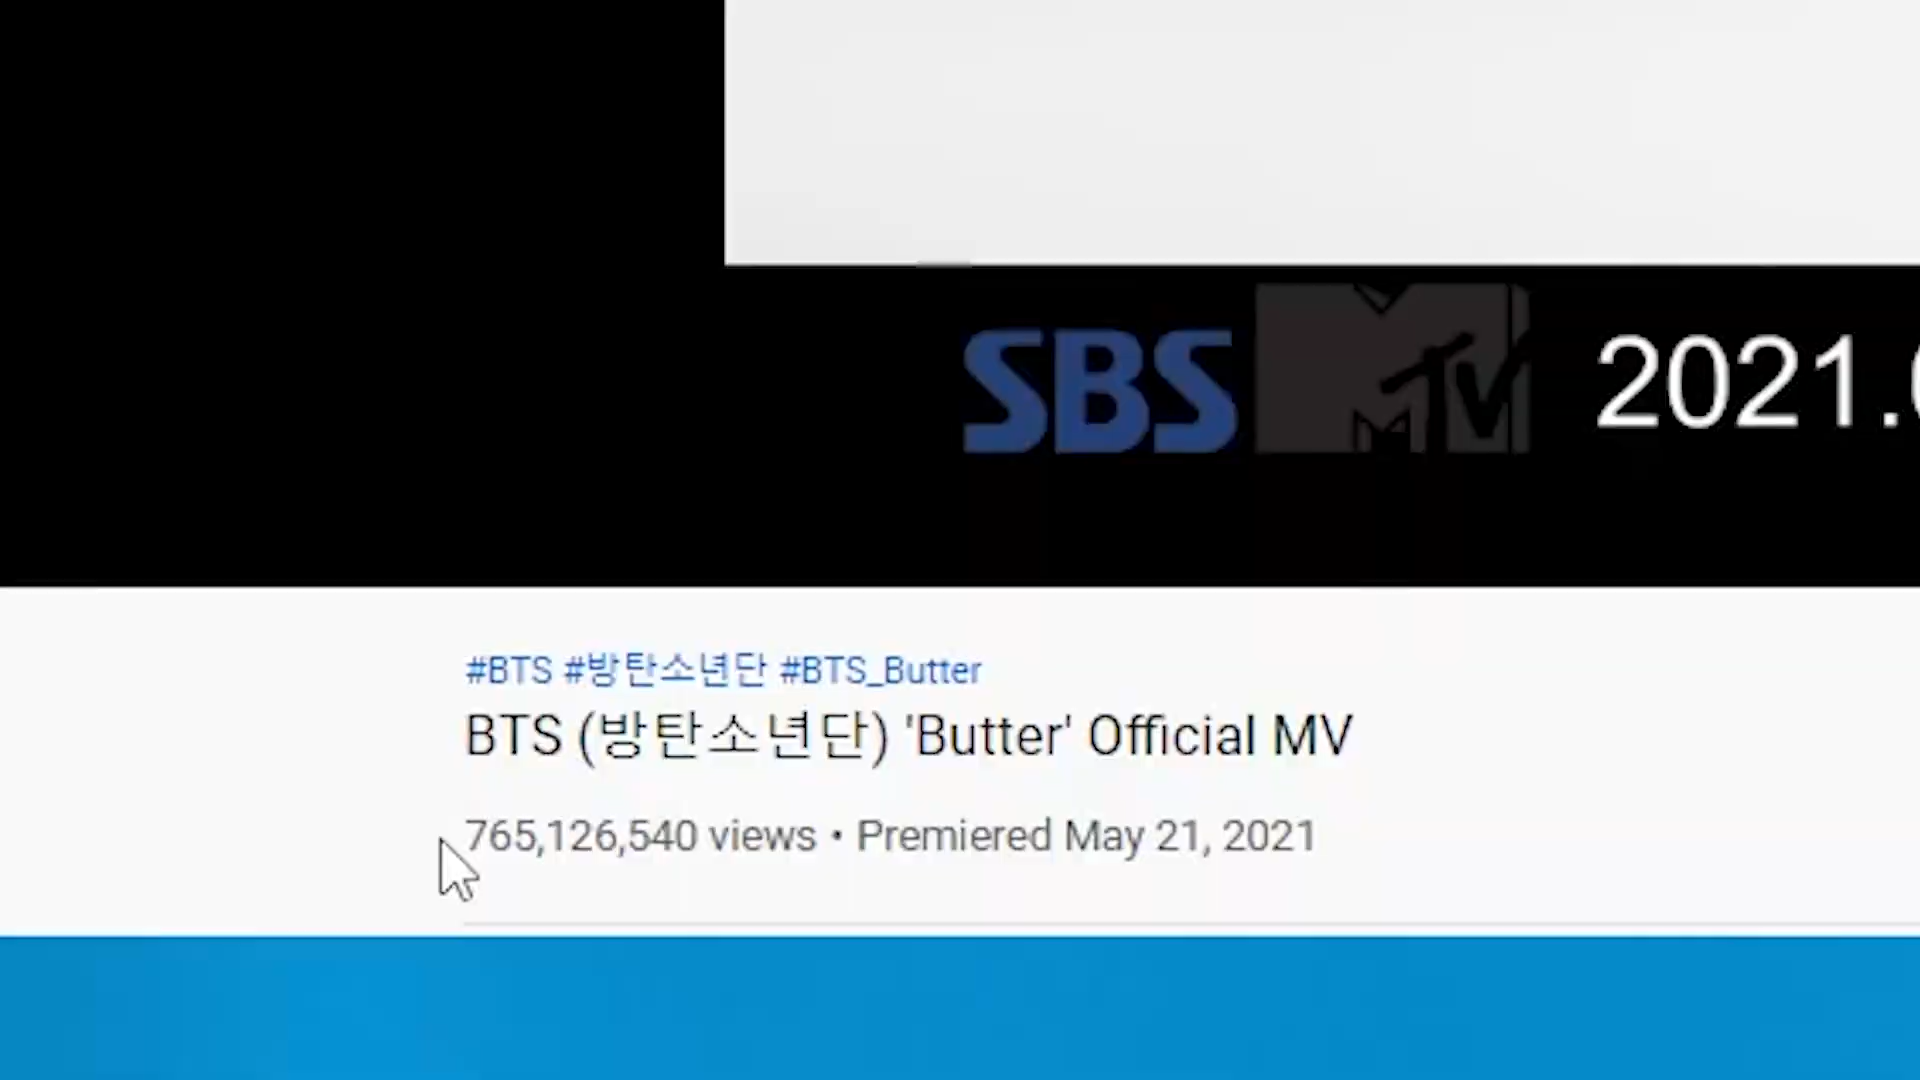 SBS MTV 2021.
#BTS #방탄소년단 #BTS_Butter
BTS (방탄소년단) 'Butter' Official MV
765,126,540 views • Premiered May 21, 2021